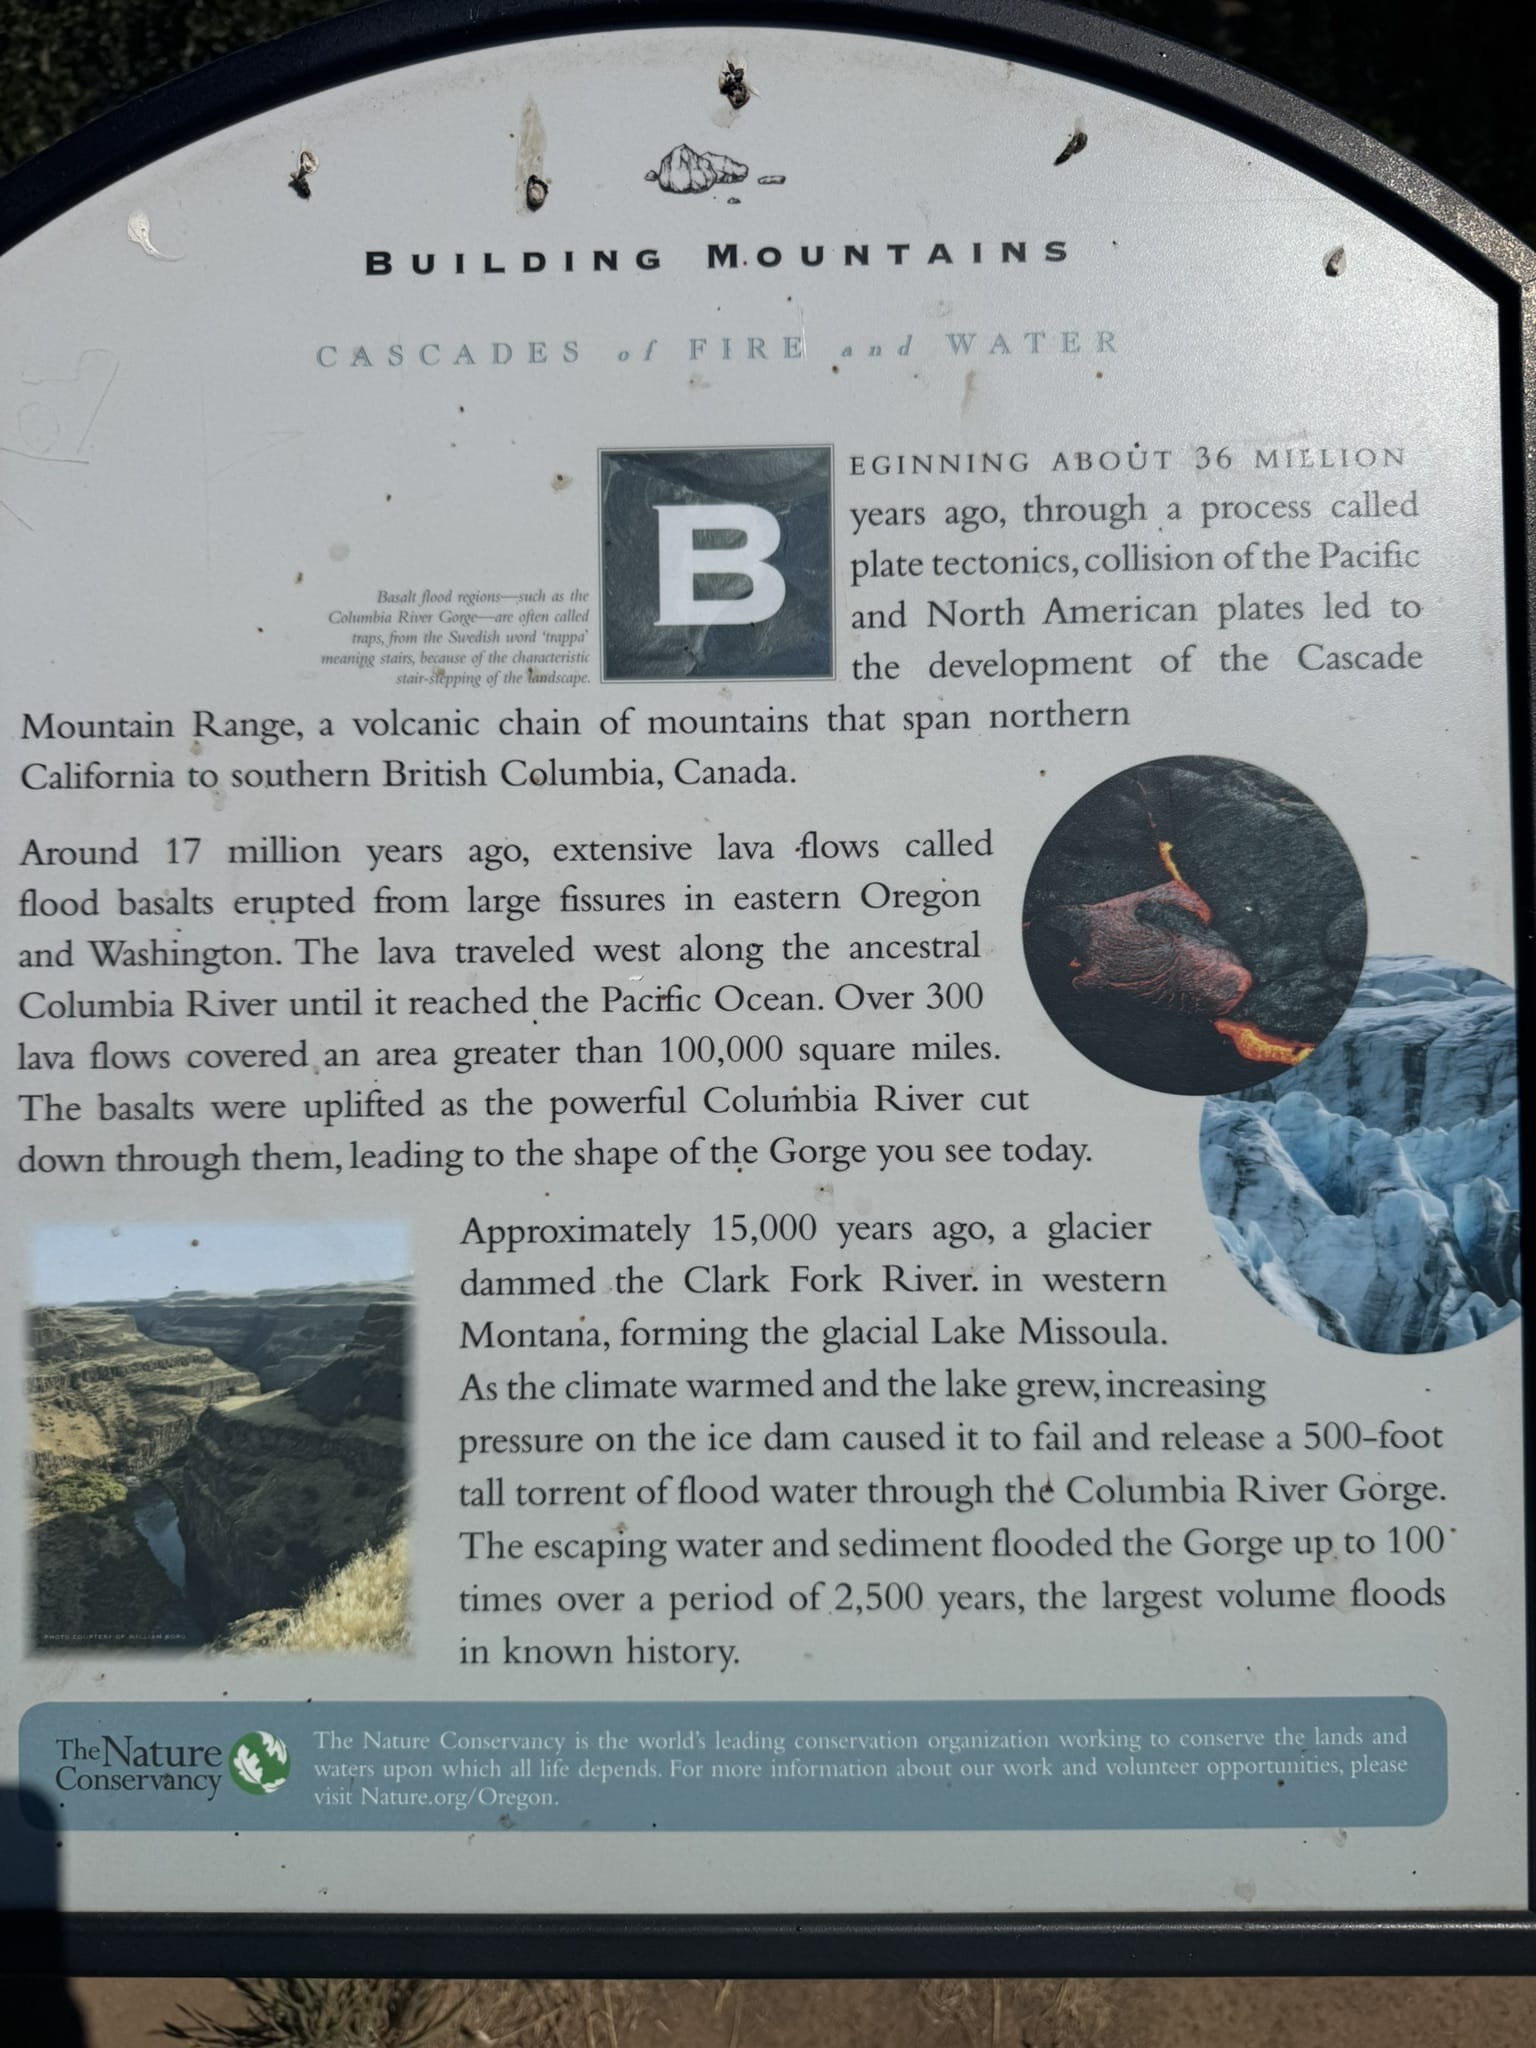 BUILDING MOUNTAINS
CASCADES of FIRE and WATER
Basalt flood regions—such as the
Columbia River Gorge—are often called
traps, from the Swedish word 'trappa'
meaning stairs, because of the characteristic
stair-stepping of the landscape.
BEGINNING ABOUT 36 MILLION
years ago, through a process called
plate tectonics, collision of the Pacific
and North American plates led to
the development of the Cascade
Mountain Range, a volcanic chain of mountains that span northern
California to southern British Columbia, Canada.
Around 17 million years ago, extensive lava flows called
flood basalts erupted from large fissures in eastern Oregon
and Washington. The lava traveled west along the ancestral
Columbia River until it reached the Pacific Ocean. Over 300
lava flows covered an area greater than 100,000 square miles.
The basalts were uplifted as the powerful Columbia River cut
down through them, leading to the shape of the Gorge you see today.
Approximately 15,000 years ago, a glacier
dammed the Clark Fork River in western
Montana, forming the glacial Lake Missoula.
As the climate warmed and the lake grew, increasing
pressure on the ice dam caused it to fail and release a 500-foot
tall torrent of flood water through the Columbia River Gorge.
The escaping water and sediment flooded the Gorge up to 100
times over a period of 2,500 years, the largest volume floods
in known history.
PHOTO COURTESY OF WILLIAM
The Nature
Conservancy
The Nature Conservancy is the world's leading conservation organization working to conserve the lands and
waters upon which all life depends. For more information about our work and volunteer opportunities, please
visit Nature.org/Oregon.